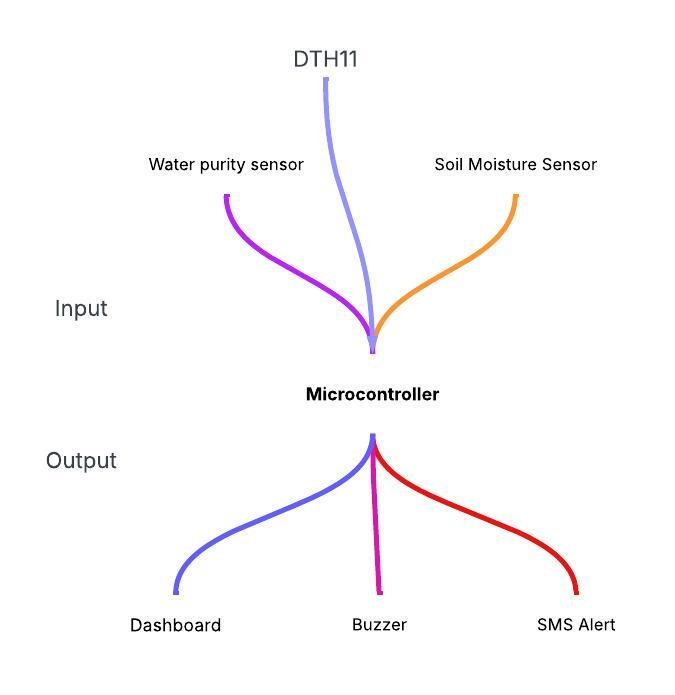 DTH11
Water purity sensor
Soil Moisture Sensor
Input
Microcontroller
Output
Dashboard
Buzzer
SMS Alert